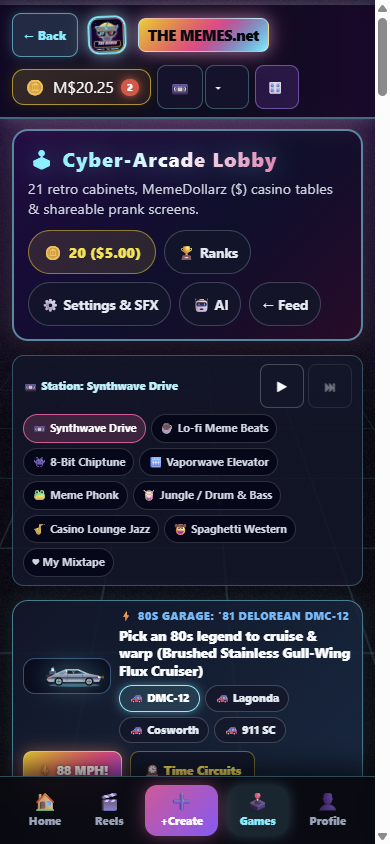 ← Back
THE MEMES.net
M$20.25 2
Cyber-Arcade Lobby
21 retro cabinets, MemeDollarz ($) casino tables
& shareable prank screens.
20 ($5.00)
Ranks
Settings & SFX
AI
← Feed
Station: Synthwave Drive
Synthwave Drive
Lo-fi Meme Beats
8-Bit Chiptune
Vaporwave Elevator
Meme Phonk
Jungle / Drum & Bass
Casino Lounge Jazz
Spaghetti Western
My Mixtape
80S GARAGE: '81 DELOREAN DMC-12
Pick an 80s legend to cruise &
warp (Brushed Stainless Gull-Wing
Flux Cruiser)
DMC-12
Lagonda
Cosworth
911 SC
88 MPH!
Time Circuits
Home
Reels
+Create
Games
Profile